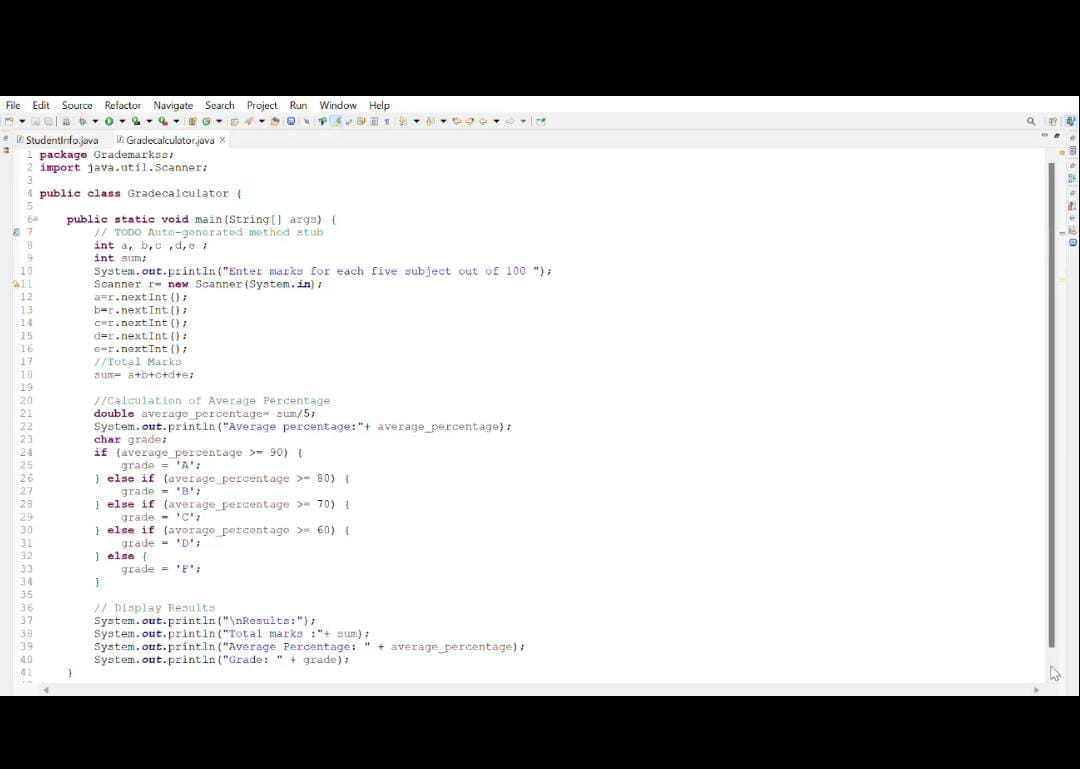 File Edit Source Refactor Navigate Search Project Run Window Help
StudentInfo.java Gradecalculator.java ×
1 package Grademarkss;
2 import java.util.Scanner;
3
4 public class Gradecalculator {
5
6 public static void main(String[] args) {
7 // TODO Auto-generated method stub
8 int a, b,c ,d,e ;
9 int sum;
10 System.out.println("Enter marks for each five subject out of 100 ");
11 Scanner r= new Scanner(System.in);
12 a=r.nextInt();
13 b=r.nextInt();
14 c=r.nextInt();
15 d=r.nextInt();
16 e=r.nextInt();
17 //Total Marks
18 sum= a+b+c+d+e;
19
20 //Calculation of Average Percentage
21 double average_percentage= sum/5;
22 System.out.println("Average percentage:"+ average_percentage);
23 char grade;
24 if (average_percentage >= 90) {
25 grade = 'A';
26 } else if (average_percentage >= 80) {
27 grade = 'B';
28 } else if (average_percentage >= 70) {
29 grade = 'C';
30 } else if (average_percentage >= 60) {
31 grade = 'D';
32 } else {
33 grade = 'F';
34 }
35
36 // Display Results
37 System.out.println("\nResults:");
38 System.out.println("Total marks :"+ sum);
39 System.out.println("Average Percentage: " + average_percentage);
40 System.out.println("Grade: " + grade);
41 }